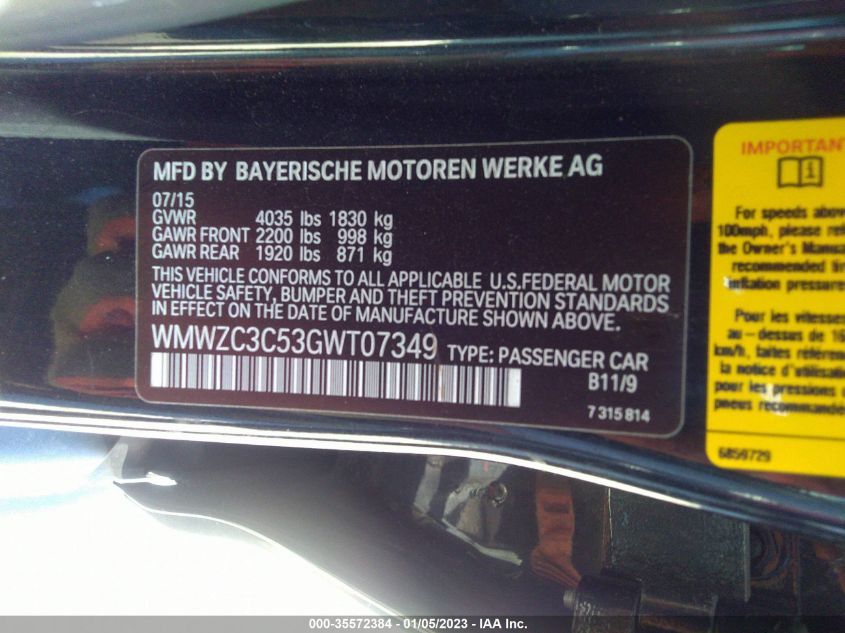 MFD BY BAYERISCHE MOTOREN WERKE AG
07/15
GVWR 4035 lbs 1830 kg
GAWR FRONT 2200 lbs 998 kg
GAWR REAR 1920 lbs 871 kg
THIS VEHICLE CONFORMS TO ALL APPLICABLE U.S.FEDERAL MOTOR
VEHICLE SAFETY, BUMPER AND THEFT PREVENTION STANDARDS
IN EFFECT ON THE DATE OF MANUFACTURE SHOWN ABOVE.
WMWZC3C53GWT07349 TYPE: PASSENGER CAR
B11/9
7 315 814
IMPORTANT
i
For speeds above
100mph, please ref
the Owner's Manua
recommended tir
inflation pressure
Pour les vitesses
au-dessus de 16
km/h, faites référen
la notice d'utilisation
pour les pressions d
pneus recommandé
6859729
000-35572384 - 01/05/2023 - IAA Inc.